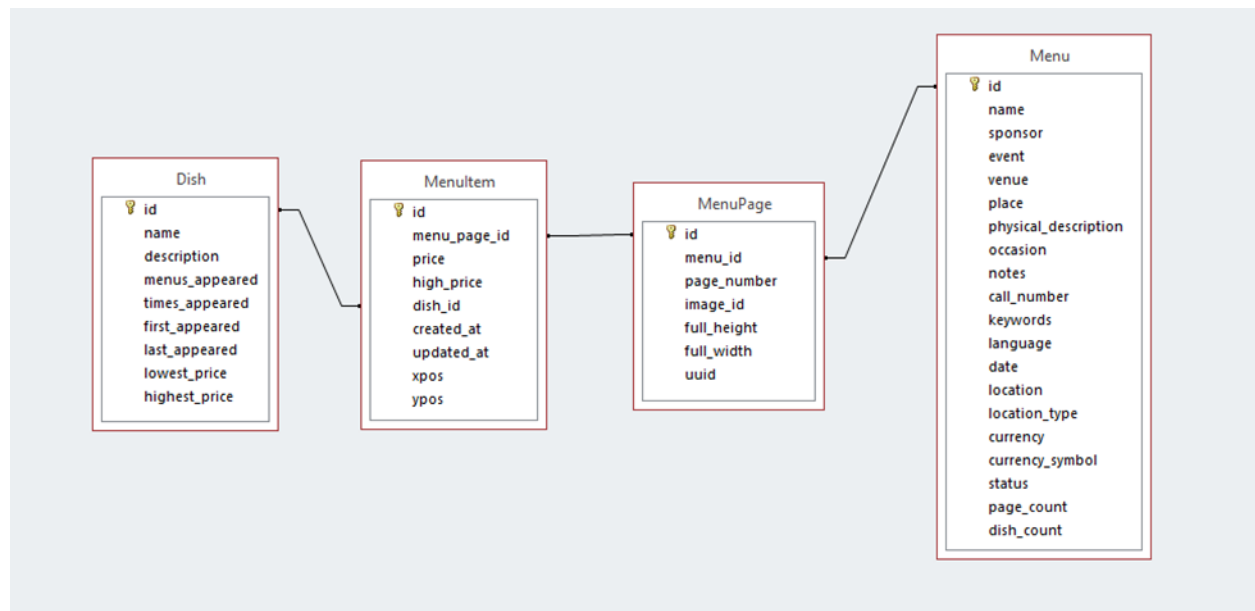 Dish
id
name
description
menus_appeared
times_appeared
first_appeared
last_appeared
lowest_price
highest_price
MenuItem
id
menu_page_id
price
high_price
dish_id
created_at
updated_at
xpos
ypos
MenuPage
id
menu_id
page_number
image_id
full_height
full_width
uuid
Menu
id
name
sponsor
event
venue
place
physical_description
occasion
notes
call_number
keywords
language
date
location
location_type
currency
currency_symbol
status
page_count
dish_count